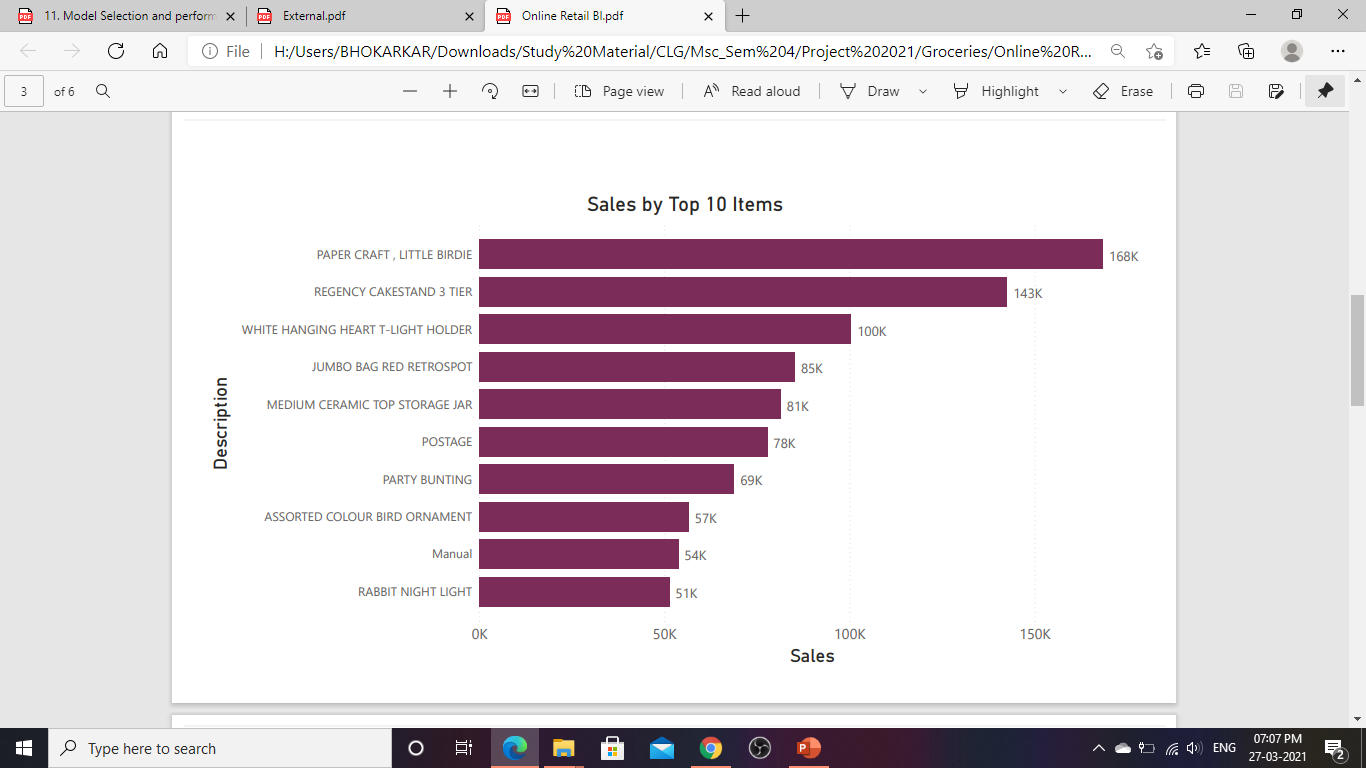 11. Model Selection and perform
External.pdf
Online Retail BI.pdf
File
H:/Users/BHOKARKAR/Downloads/Study%20Material/CLG/Msc_Sem%204/Project%202021/Groceries/Online%20R...
3 of 6
Page view
Read aloud
Draw
Highlight
Erase
Sales by Top 10 Items
PAPER CRAFT , LITTLE BIRDIE 168K
REGENCY CAKESTAND 3 TIER 143K
WHITE HANGING HEART T-LIGHT HOLDER 100K
JUMBO BAG RED RETROSPOT 85K
MEDIUM CERAMIC TOP STORAGE JAR 81K
POSTAGE 78K
PARTY BUNTING 69K
ASSORTED COLOUR BIRD ORNAMENT 57K
Manual 54K
RABBIT NIGHT LIGHT 51K
Description
0K 50K 100K 150K
Sales
Type here to search
ENG
07:07 PM
27-03-2021
2